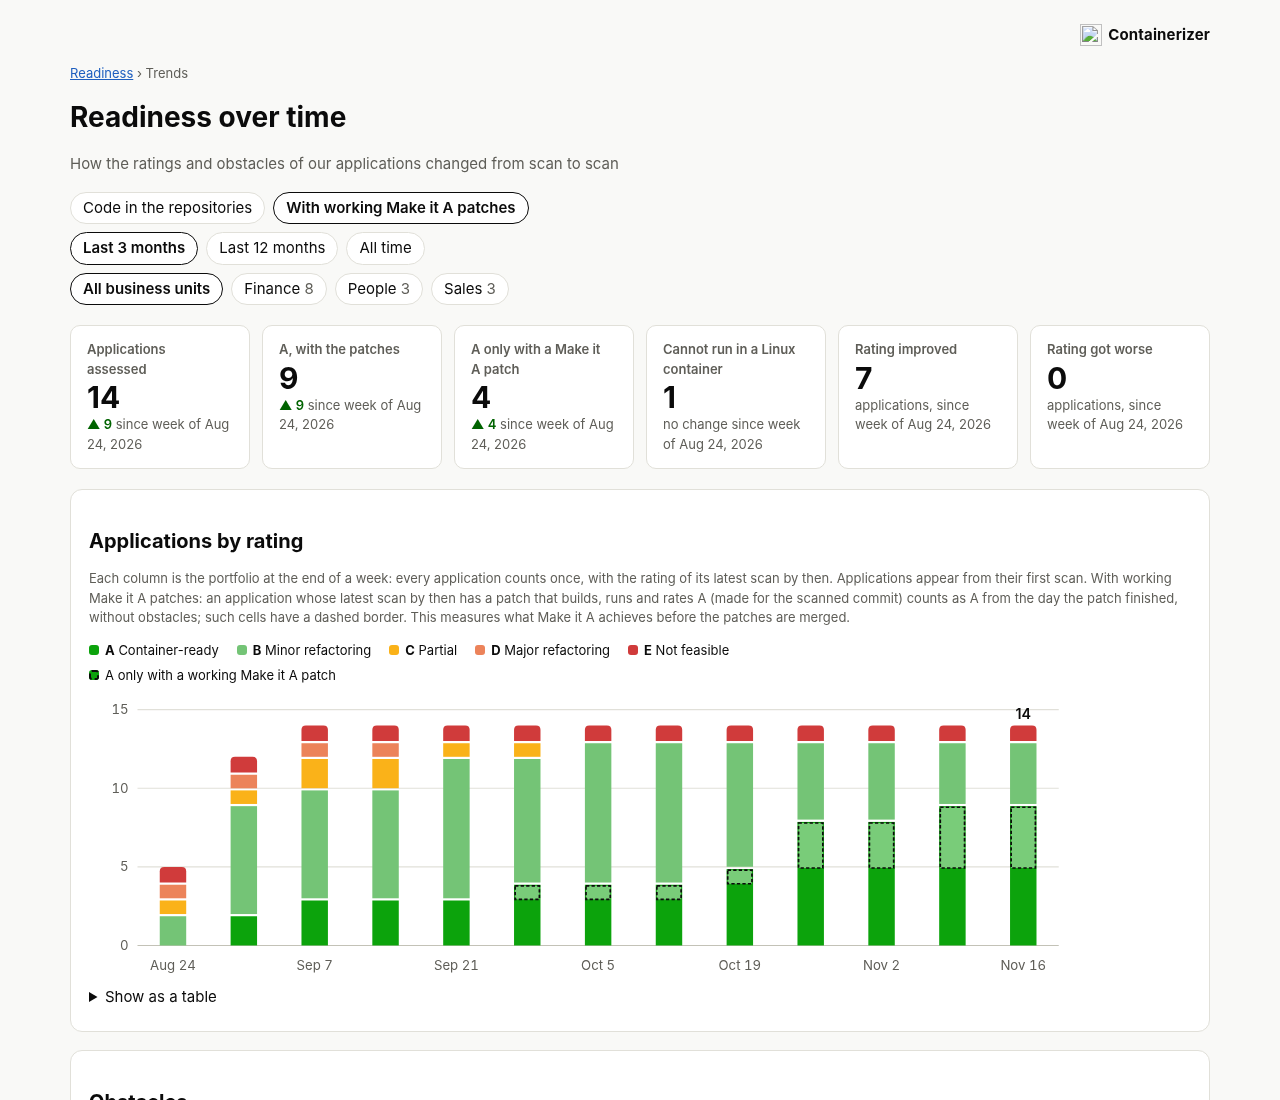 Containerizer
Readiness › Trends
Readiness over time
How the ratings and obstacles of our applications changed from scan to scan
Code in the repositories With working Make it A patches
Last 3 months Last 12 months All time
All business units Finance 8 People 3 Sales 3
Applications assessed
14
▲ 9 since week of Aug 24, 2026
A, with the patches
9
▲ 9 since week of Aug 24, 2026
A only with a Make it A patch
4
▲ 4 since week of Aug 24, 2026
Cannot run in a Linux container
1
no change since week of Aug 24, 2026
Rating improved
7
applications, since week of Aug 24, 2026
Rating got worse
0
applications, since week of Aug 24, 2026
Applications by rating
Each column is the portfolio at the end of a week: every application counts once, with the rating of its latest scan by then. Applications appear from their first scan. With working
Make it A patches: an application whose latest scan by then has a patch that builds, runs and rates A (made for the scanned commit) counts as A from the day the patch finished,
without obstacles; such cells have a dashed border. This measures what Make it A achieves before the patches are merged.
A Container-ready B Minor refactoring C Partial D Major refactoring E Not feasible
A only with a working Make it A patch
15
14
10
5
0
Aug 24 Sep 7 Sep 21 Oct 5 Oct 19 Nov 2 Nov 16
Show as a table
Obstacles